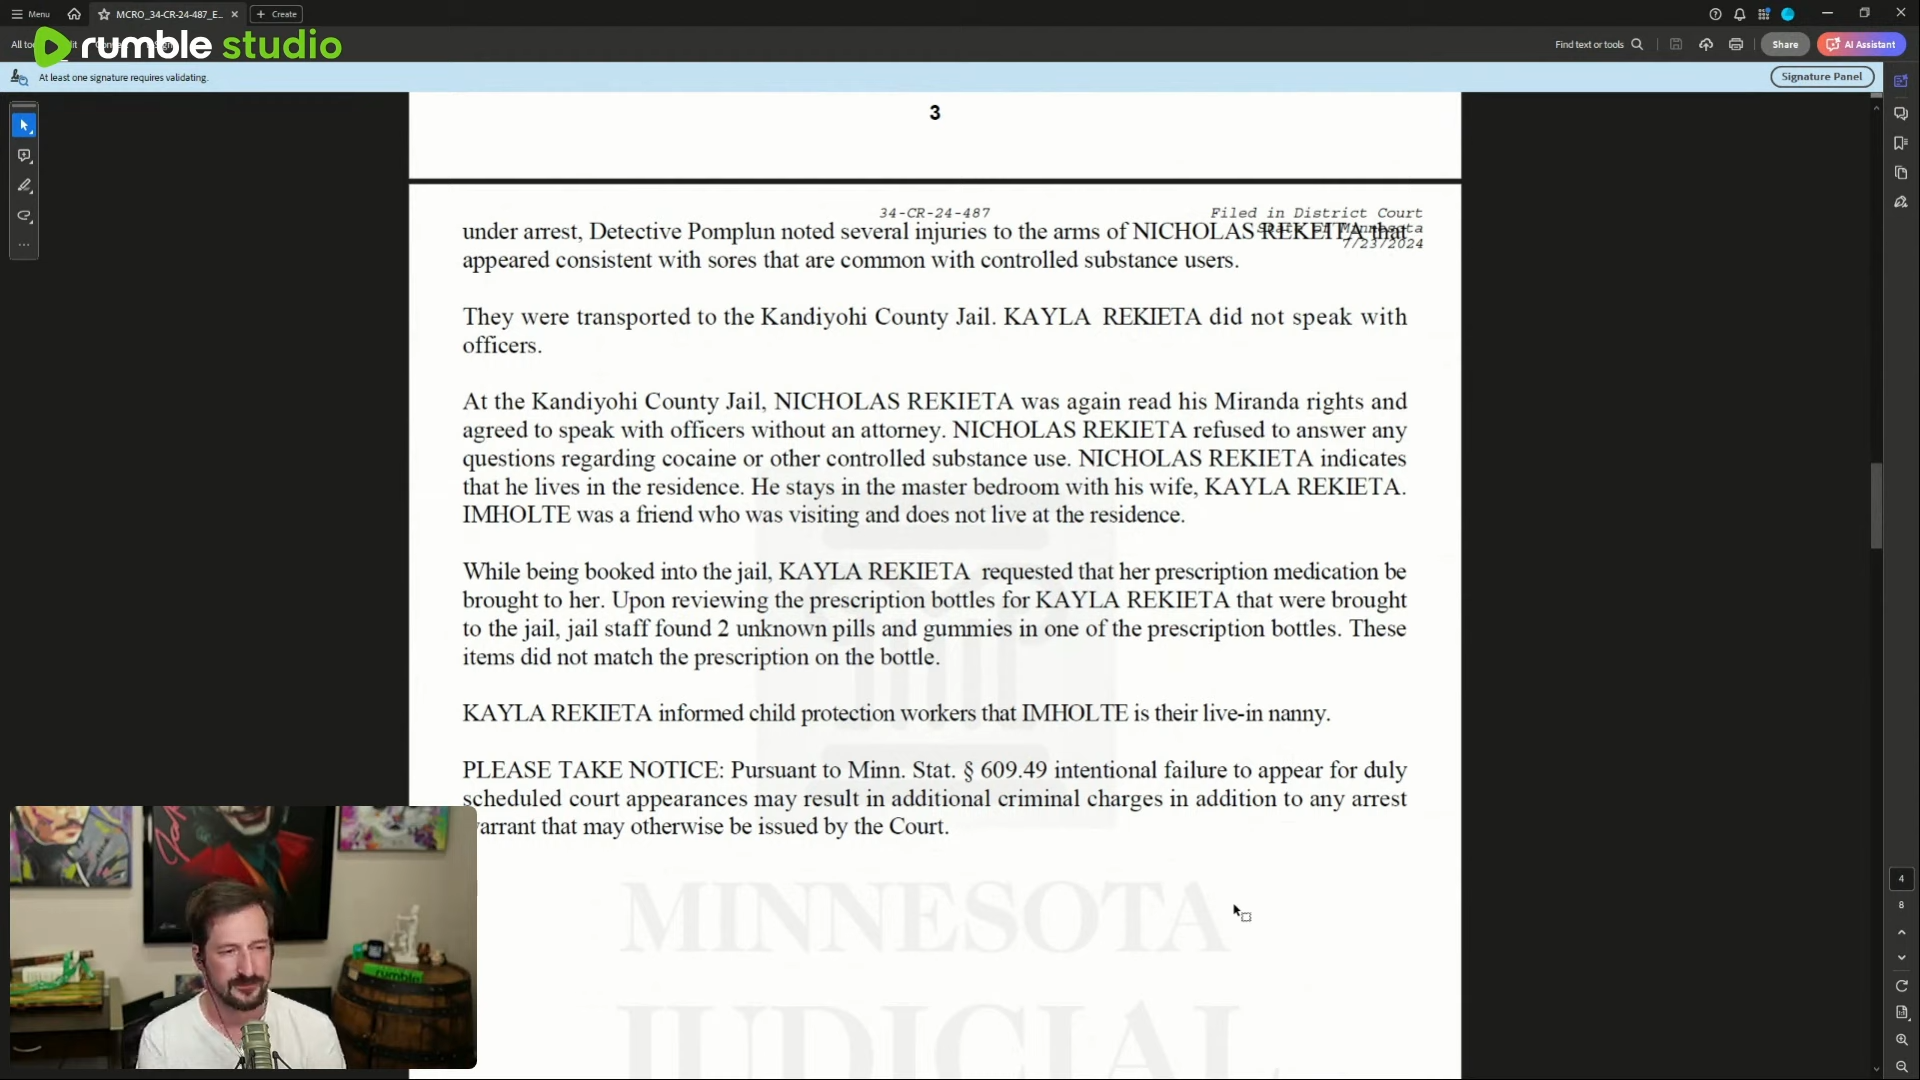 Menu
MCRO_34-CR-24-487_E...
Create
All to
rumble studio
Find text or tools
Share
AI Assistant
At least one signature requires validating.
Signature Panel
3
34-CR-24-487
Filed in District Court
State of Minnesota
7/23/2024
under arrest, Detective Pomplun noted several injuries to the arms of NICHOLAS REKEITA that
appeared consistent with sores that are common with controlled substance users.
They were transported to the Kandiyohi County Jail. KAYLA REKIETA did not speak with
officers.
At the Kandiyohi County Jail, NICHOLAS REKIETA was again read his Miranda rights and
agreed to speak with officers without an attorney. NICHOLAS REKIETA refused to answer any
questions regarding cocaine or other controlled substance use. NICHOLAS REKIETA indicates
that he lives in the residence. He stays in the master bedroom with his wife, KAYLA REKIETA.
IMHOLTE was a friend who was visiting and does not live at the residence.
While being booked into the jail, KAYLA REKIETA requested that her prescription medication be
brought to her. Upon reviewing the prescription bottles for KAYLA REKIETA that were brought
to the jail, jail staff found 2 unknown pills and gummies in one of the prescription bottles. These
items did not match the prescription on the bottle.
KAYLA REKIETA informed child protection workers that IMHOLTE is their live-in nanny.
PLEASE TAKE NOTICE: Pursuant to Minn. Stat. § 609.49 intentional failure to appear for duly
scheduled court appearances may result in additional criminal charges in addition to any arrest
warrant that may otherwise be issued by the Court.
MINNESOTA
JUDICIAL
rumble
4
8